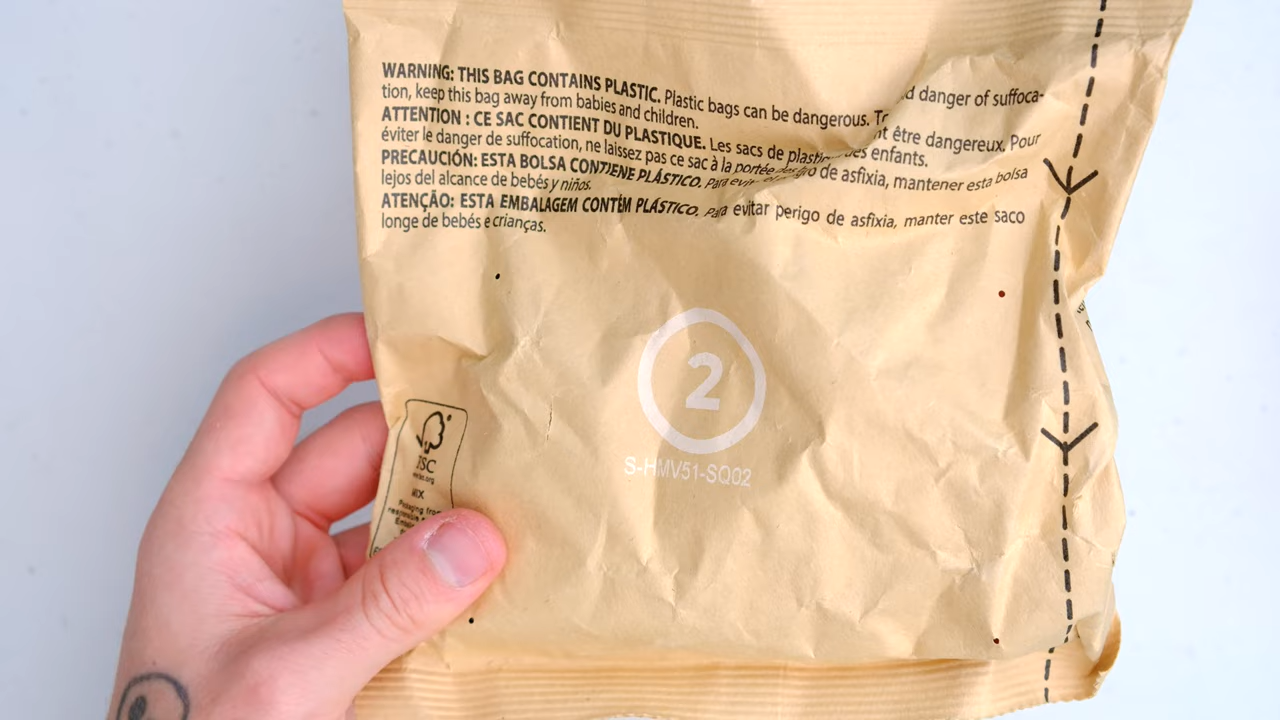 WARNING: THIS BAG CONTAINS PLASTIC. Plastic bags can be dangerous. danger of suffoca-
tion, keep this bag away from babies and children.
ATTENTION : CE SAC CONTIENT DU PLASTIQUE. Les sacs de être dangereux. Pour
éviter le danger de suffocation, ne laissez pas ce sac à la portée des enfants.
PRECAUCIÓN: ESTA BOLSA CONTIENE PLÁSTICO. Para de asfixia, mantener esta bolsa
lejos del alcance de bebés y niños.
ATENÇÃO: ESTA EMBALAGEM CONTÉM PLÁSTICO. Para evitar perigo de asfixia, manter este saco
longe de bebés e crianças.
2
S-HMV51-SQ02
FSC
MIX